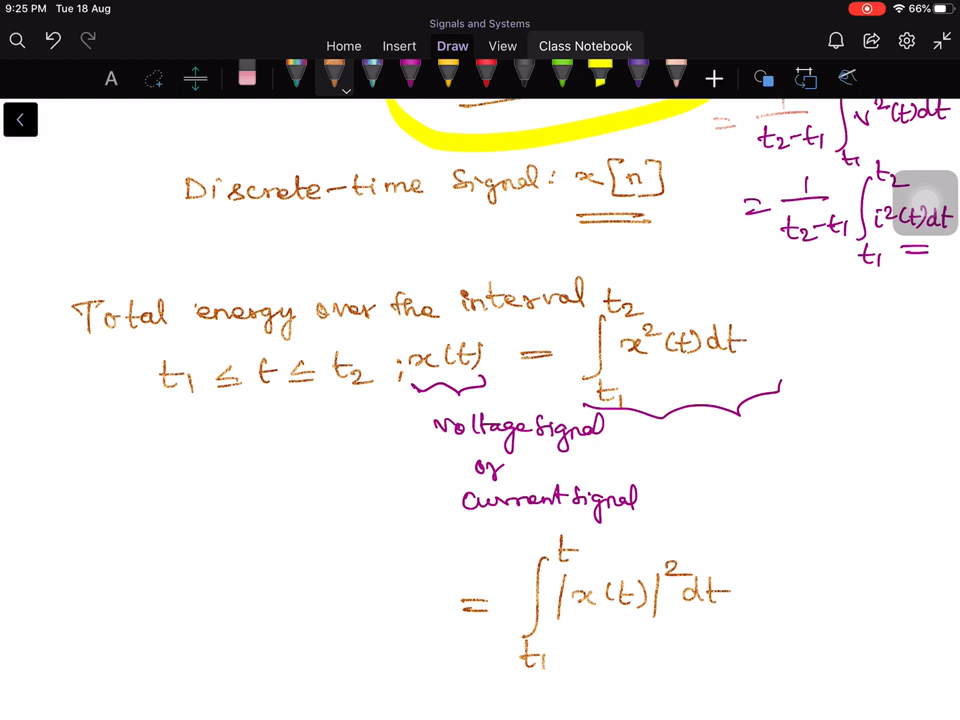 9:25 PM Tue 18 Aug 66%
Signals and Systems
Home Insert Draw View Class Notebook
A
= 1/(t2-t1) ∫t1 v²(t)dt
Discrete-time Signal: x[n]
= 1/(t2-t1) ∫t1^t2 i²(t)dt
Total energy over the interval
t1 ≤ t ≤ t2 ; x(t) = ∫t1^t2 x²(t)dt
Voltage Signal
or
Current Signal
= ∫t1^t |x(t)|² dt